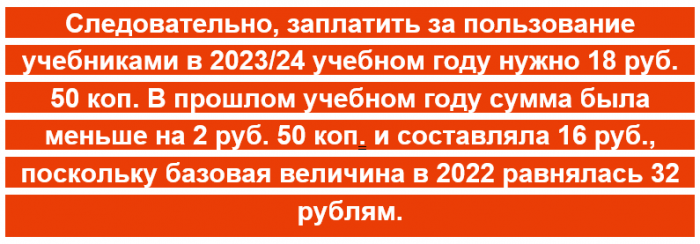 Следовательно, заплатить за пользование
учебниками в 2023/24 учебном году нужно 18 руб.
50 коп. В прошлом учебном году сумма была
меньше на 2 руб. 50 коп. и составляла 16 руб.,
поскольку базовая величина в 2022 равнялась 32
рублям.